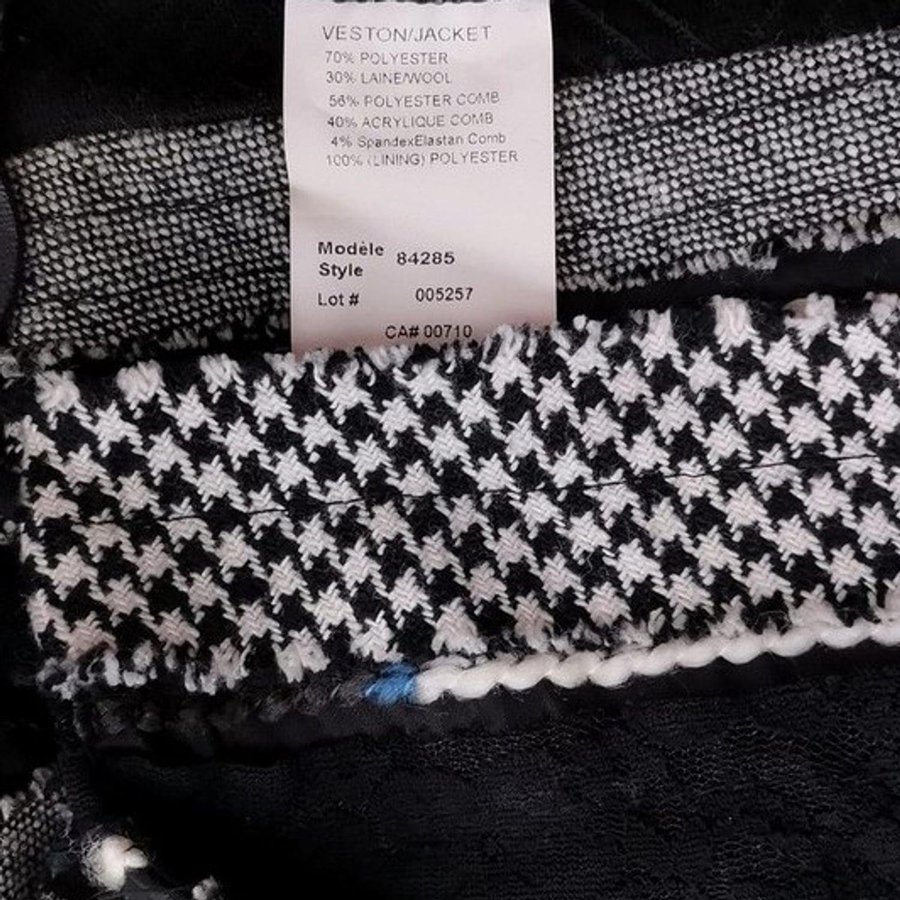 VESTON/JACKET
70% POLYESTER
30% LAINE/WOOL
56% POLYESTER COMB
40% ACRYLIQUE COMB
4% SpandexElastan Comb
100% (LINING) POLYESTER
Modèle
Style 84285
Lot # 005257
CA# 00710